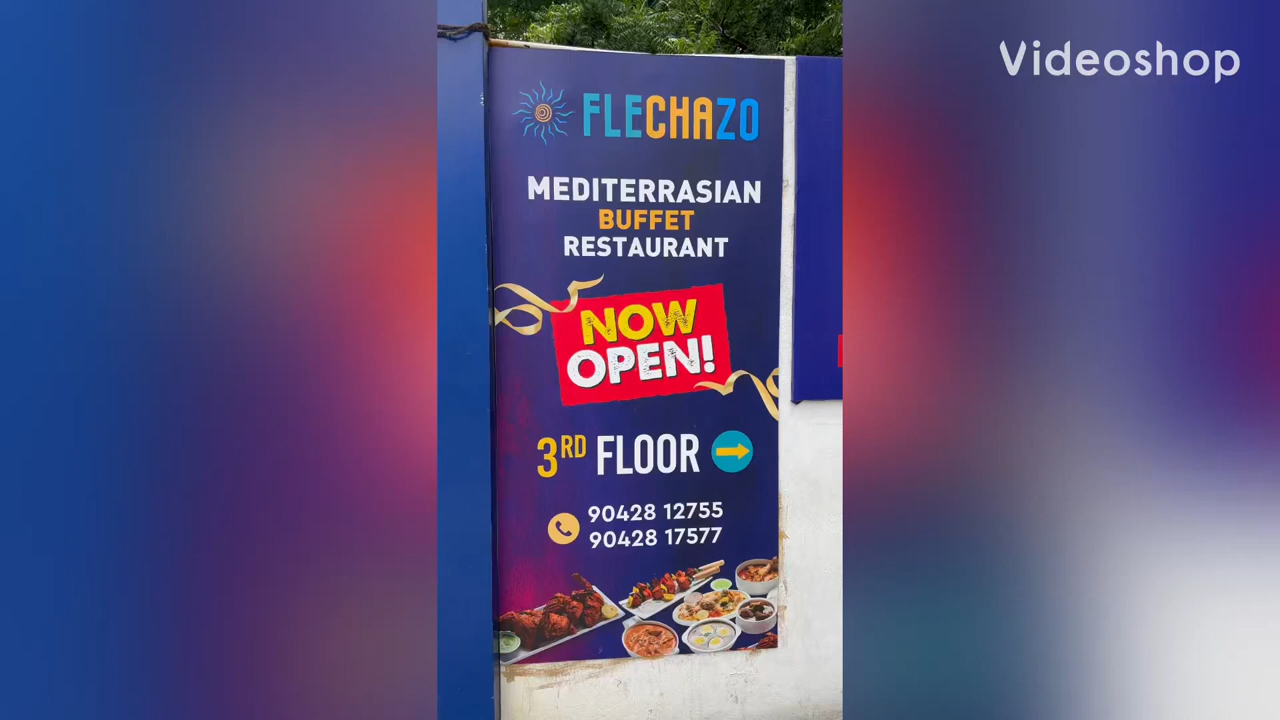 Videoshop
FLECHAZO
MEDITERRASIAN
BUFFET
RESTAURANT
NOW
OPEN!
3RD FLOOR
90428 12755
90428 17577